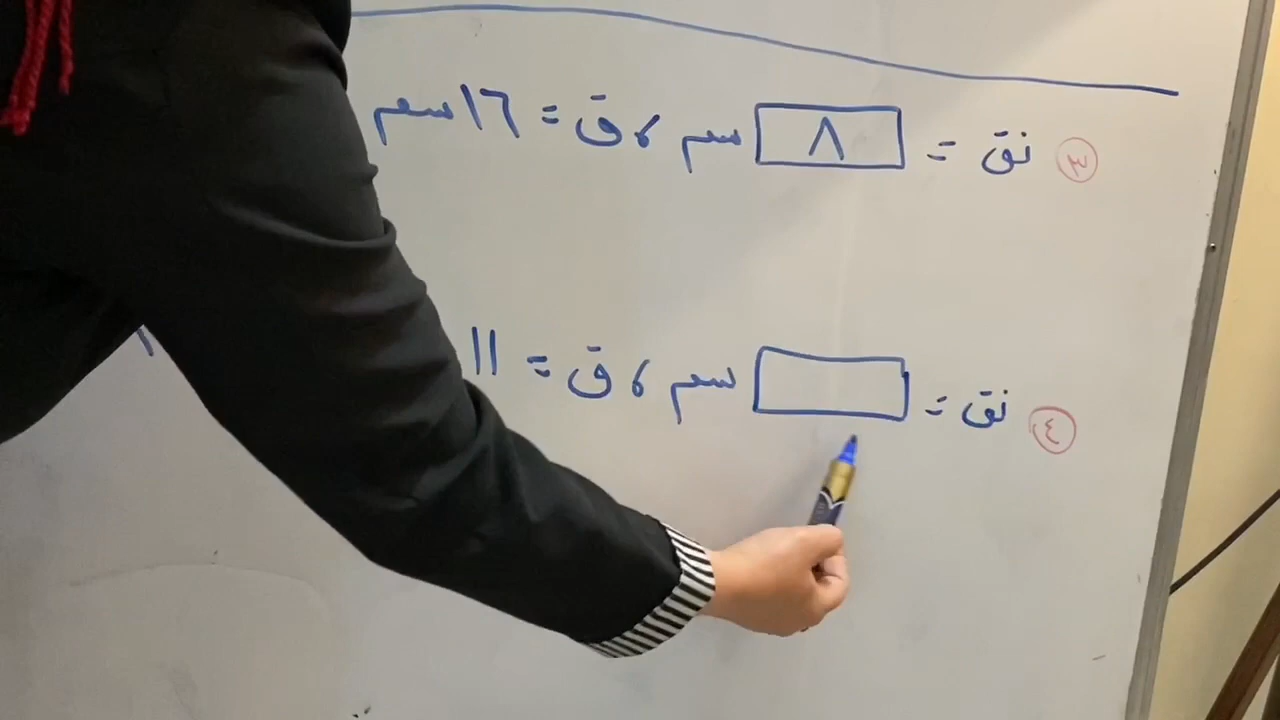 ٣ نق = ٨ سم ، ق = ١٦ سم
٤ نق = سم ، ق = ١١